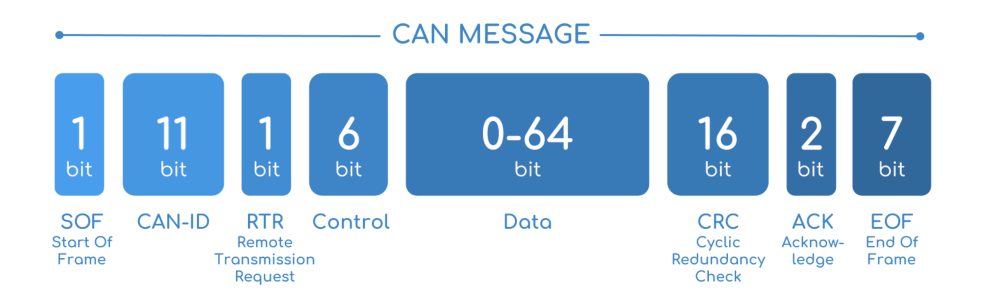 CAN MESSAGE
1
bit
11
bit
1
bit
6
bit
0-64
bit
16
bit
2
bit
7
bit
SOF
Start Of
Frame
CAN-ID
RTR
Remote
Transmission
Request
Control
Data
CRC
Cyclic
Redundancy
Check
ACK
Acknow-
ledge
EOF
End Of
Frame